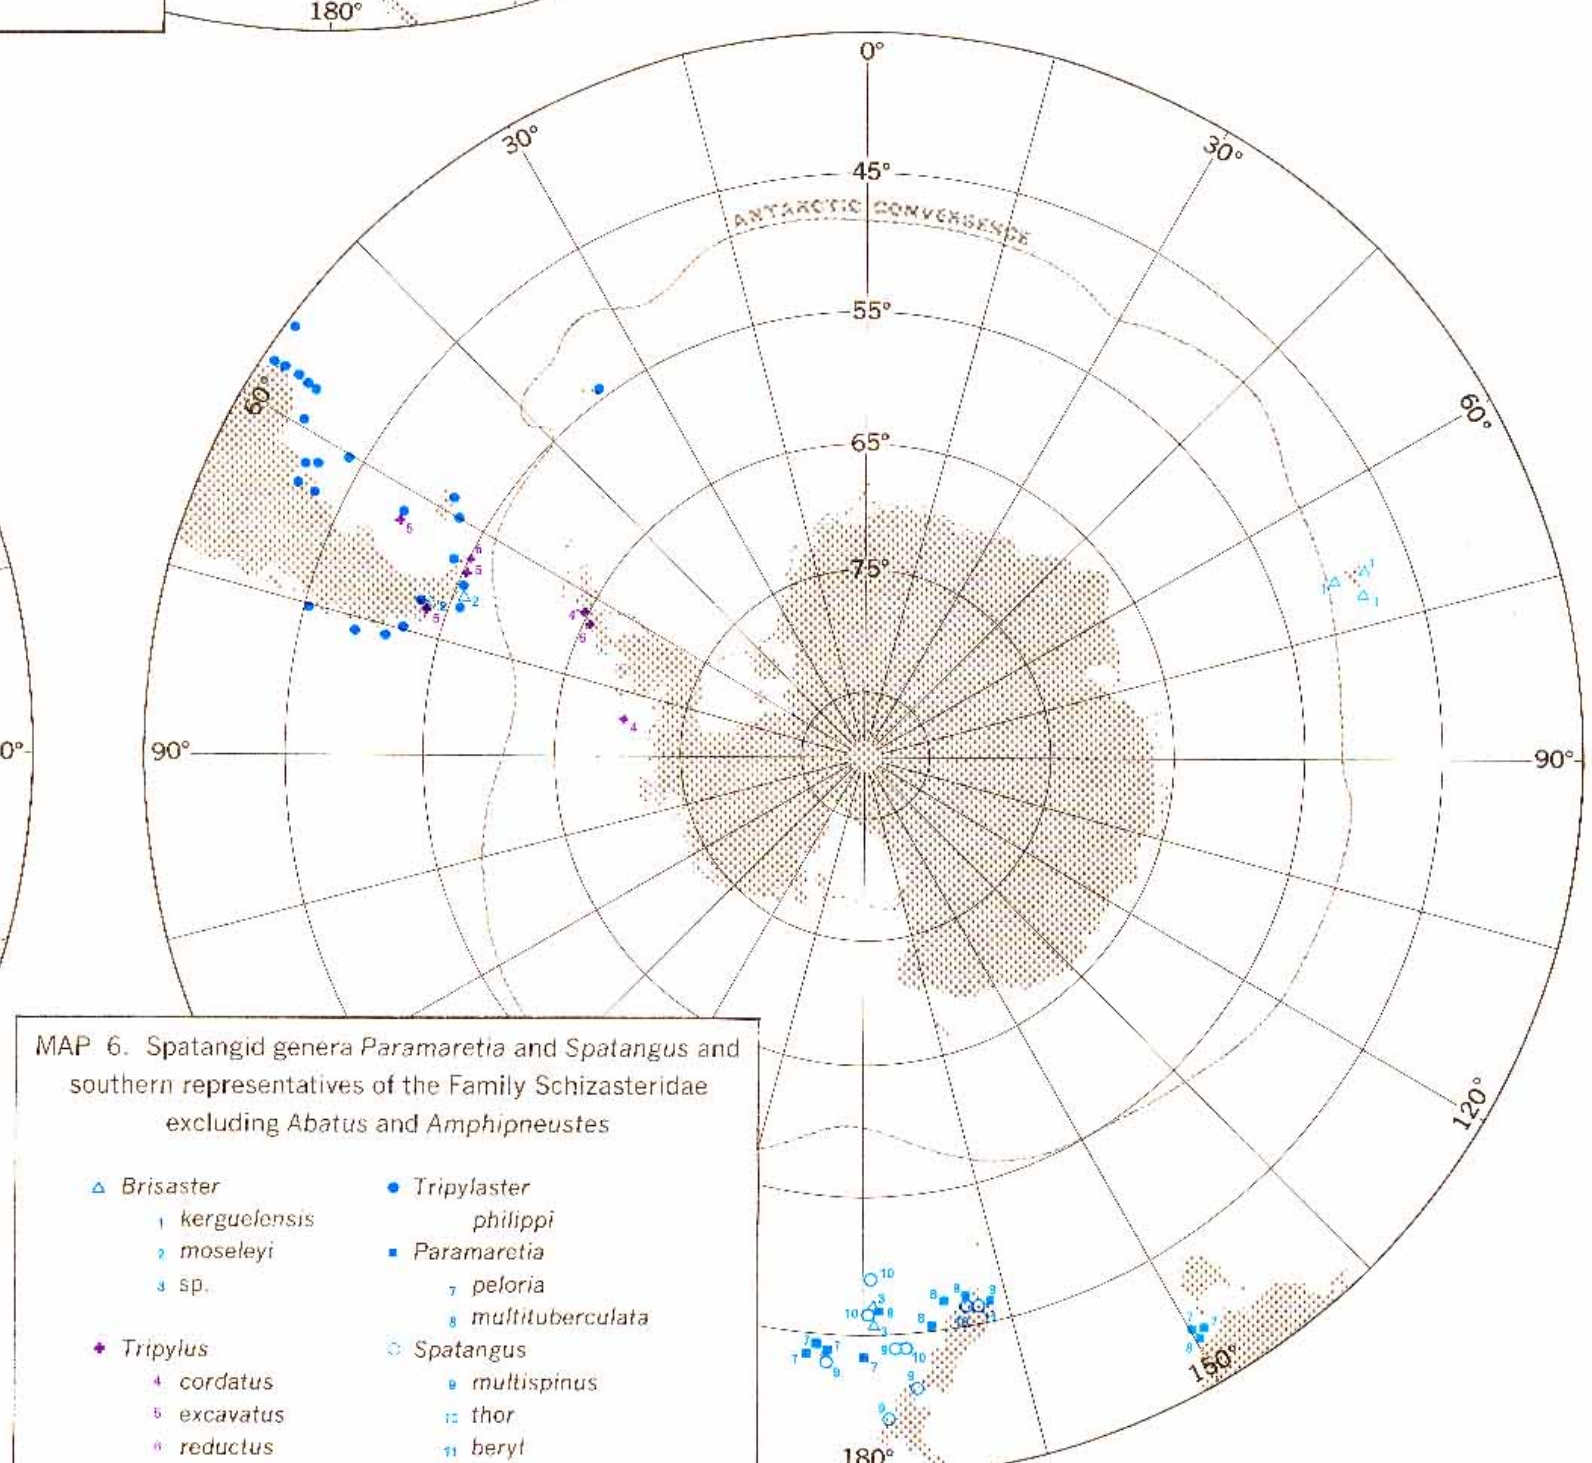 180°
0°
30°
30°
45°
ANTARCTIC CONVERGENCE
55°
60°
60°
65°
75°
0°
90°
90°
MAP 6. Spatangid genera Paramaretia and Spatangus and
southern representatives of the Family Schizasteridae
excluding Abatus and Amphipneustes
Brisaster
1 kerguelensis
2 moseleyi
3 sp.
Tripylus
4 cordatus
5 excavatus
6 reductus
Tripylaster
philippi
Paramaretia
7 peloria
8 multituberculata
Spatangus
9 multispinus
10 thor
11 beryl
120°
150°
180°